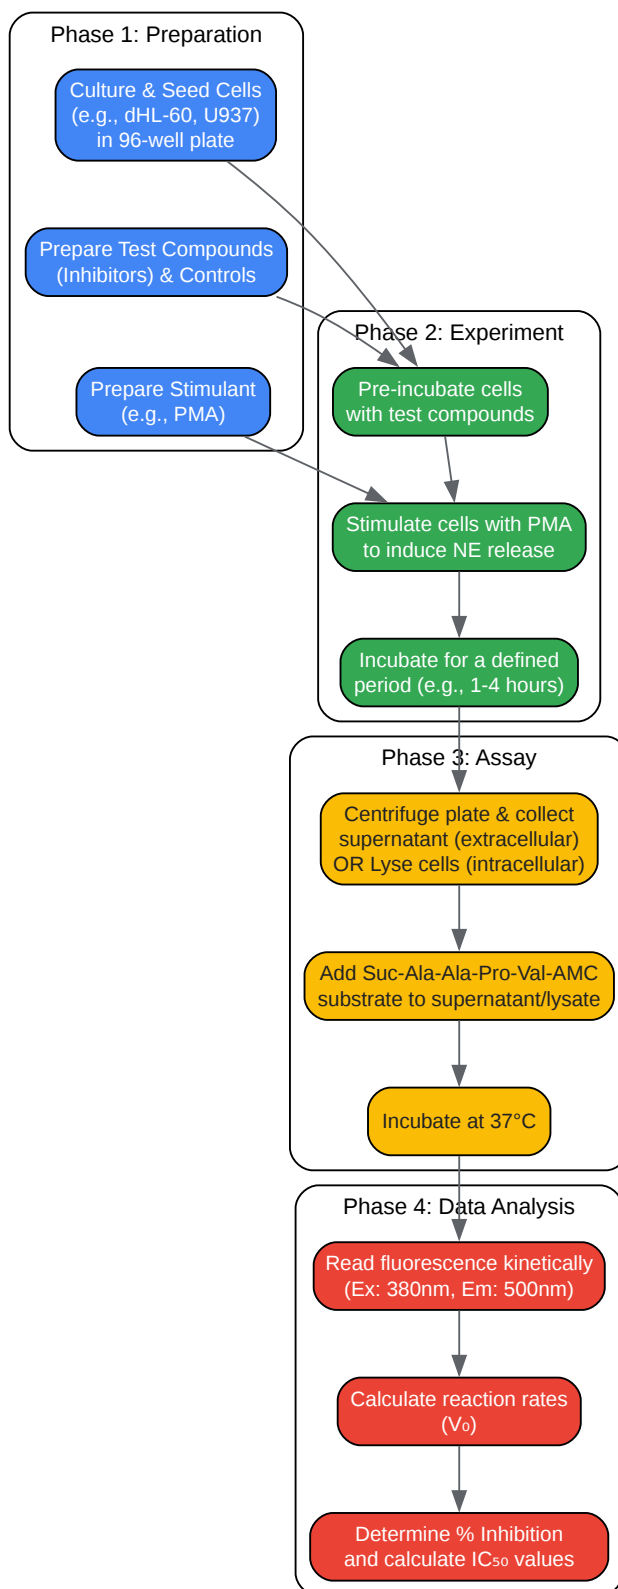 Phase 1: Preparation
Culture & Seed Cells
(e.g., dHL-60, U937)
in 96-well plate
Prepare Test Compounds
(Inhibitors) & Controls
Prepare Stimulant
(e.g., PMA)
Phase 2: Experiment
Pre-incubate cells
with test compounds
Stimulate cells with PMA
to induce NE release
Incubate for a defined
period (e.g., 1-4 hours)
Phase 3: Assay
Centrifuge plate & collect
supernatant (extracellular)
OR Lyse cells (intracellular)
Add Suc-Ala-Ala-Pro-Val-AMC
substrate to supernatant/lysate
Incubate at 37°C
Phase 4: Data Analysis
Read fluorescence kinetically
(Ex: 380nm, Em: 500nm)
Calculate reaction rates
(V₀)
Determine % Inhibition
and calculate IC₅₀ values